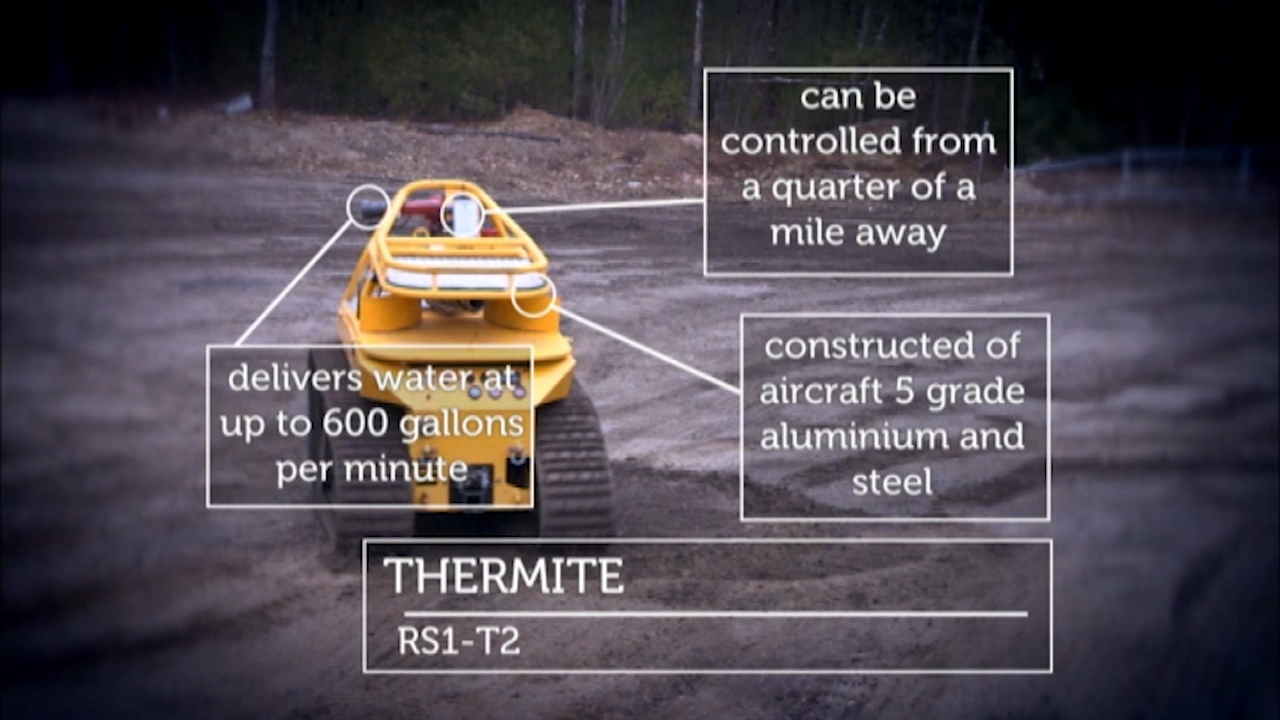 can be
controlled from
a quarter of a
mile away
delivers water at
up to 600 gallons
per minute
constructed of
aircraft 5 grade
aluminium and
steel
THERMITE
RS1-T2